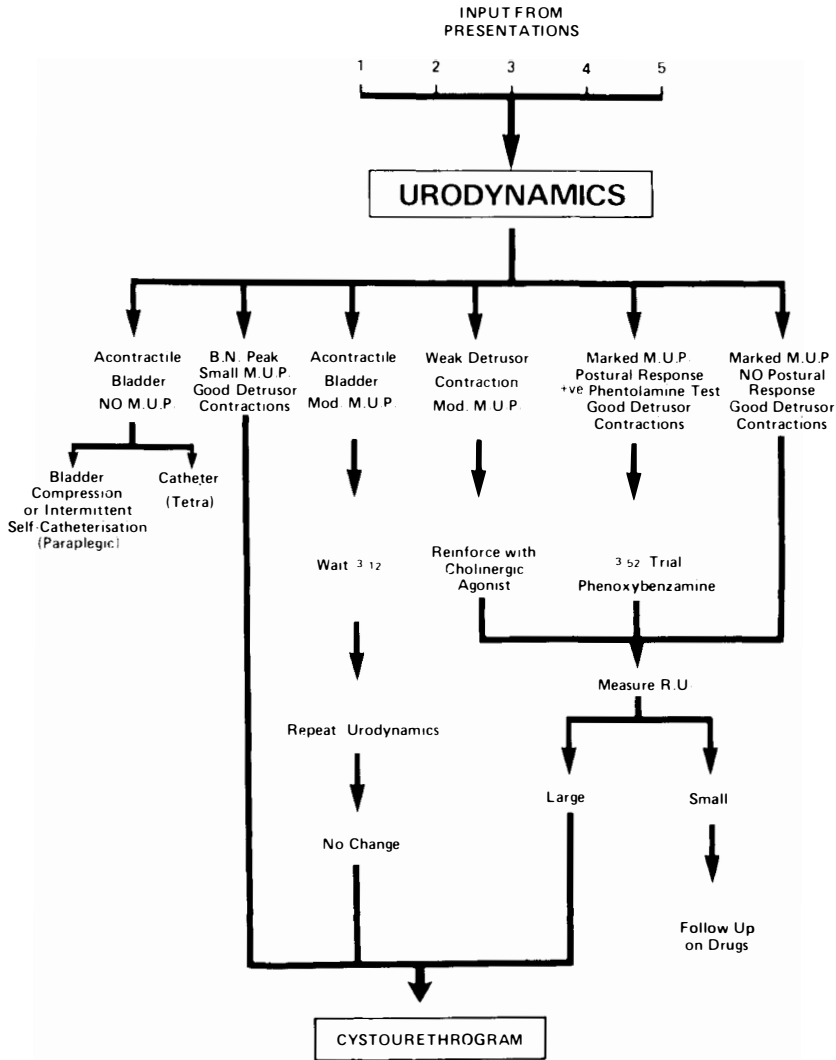 INPUT FROM
PRESENTATIONS
1 2 3 4 5
URODYNAMICS
Acontractile
Bladder
NO M.U.P.
B.N. Peak
Small M.U.P.
Good Detrusor
Contractions
Acontractile
Bladder
Mod. M.U.P.
Weak Detrusor
Contraction
Mod. M.U.P.
Marked M.U.P.
Postural Response
+ve Phentolamine Test
Good Detrusor
Contractions
Marked M.U.P
NO Postural
Response
Good Detrusor
Contractions
Bladder
Compression
or Intermittent
Self-Catheterisation
(Paraplegic)
Catheter
(Tetra)
Wait 3 12
Reinforce with
Cholinergic
Agonist
3 52 Trial
Phenoxybenzamine
Measure R.U.
Repeat Urodynamics
Large
Small
No Change
Follow Up
on Drugs
CYSTOURETHROGRAM